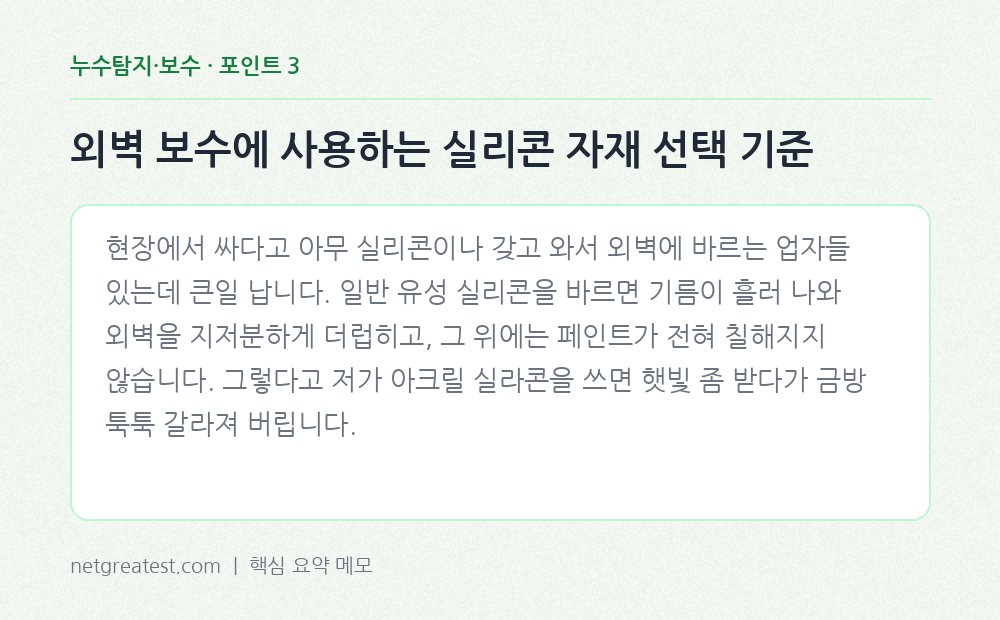 누수탐지·보수 · 포인트 3
외벽 보수에 사용하는 실리콘 자재 선택 기준
현장에서 싸다고 아무 실리콘이나 갖고 와서 외벽에 바르는 업자들
있는데 큰일 납니다. 일반 유성 실리콘을 바르면 기름이 흘러 나와
외벽을 지저분하게 더럽히고, 그 위에는 페인트가 전혀 칠해지지
않습니다. 그렇다고 저가 아크릴 실라콘을 쓰면 햇빛 좀 받다가 금방
툭툭 갈라져 버립니다.
netgreatest.com | 핵심 요약 메모